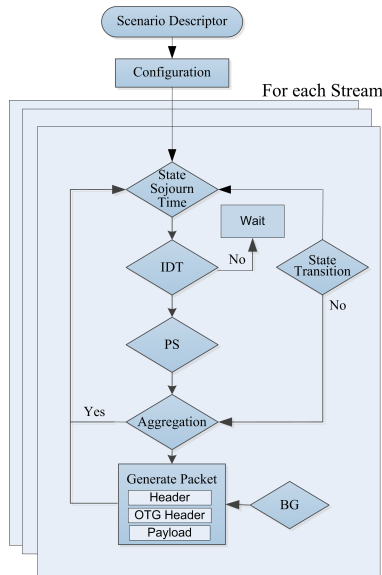 Scenario Descriptor
Configuration
For each Stream
State
Sojourn
Time
Wait
IDT
No
State
Transition
No
PS
Yes
Aggregation
Generate Packet
Header
OTG Header
Payload
BG